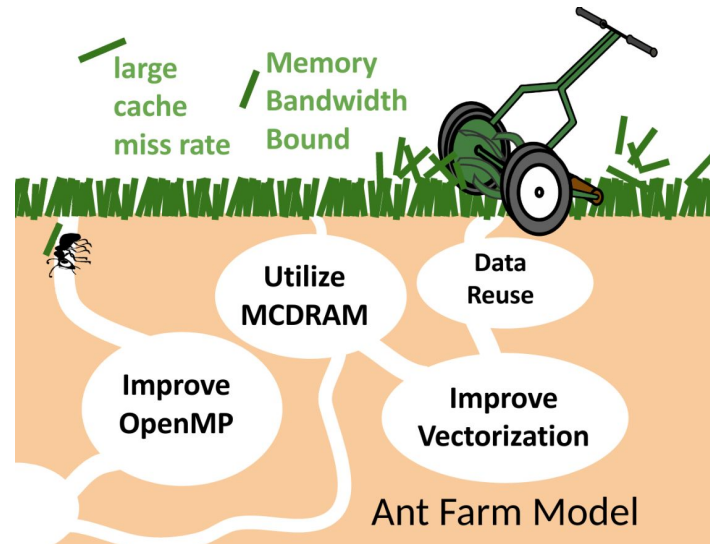 large
cache
miss rate
Memory
Bandwidth
Bound
Utilize
MCDRAM
Data
Reuse
Improve
OpenMP
Improve
Vectorization
Ant Farm Model